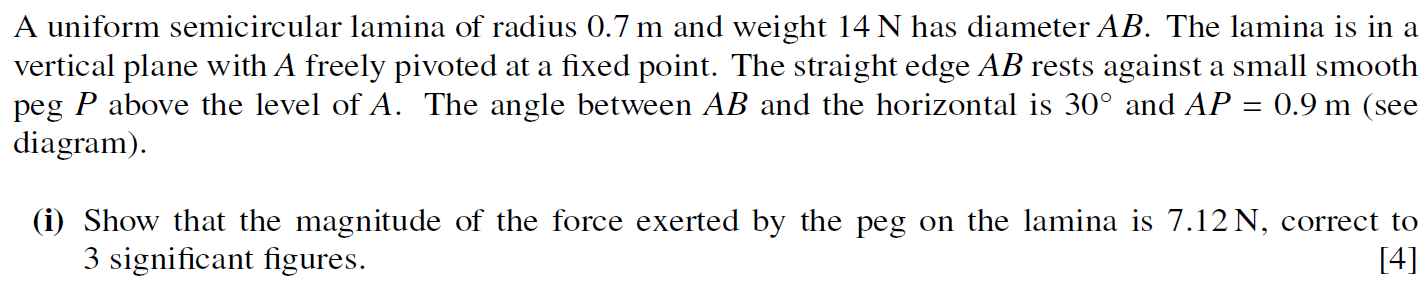 A uniform semicircular lamina of radius 0.7 m and weight 14 N has diameter AB. The lamina is in a
vertical plane with A freely pivoted at a fixed point. The straight edge AB rests against a small smooth
peg P above the level of A. The angle between AB and the horizontal is 30° and AP = 0.9 m (see
diagram).
(i) Show that the magnitude of the force exerted by the peg on the lamina is 7.12 N, correct to
3 significant figures. [4]